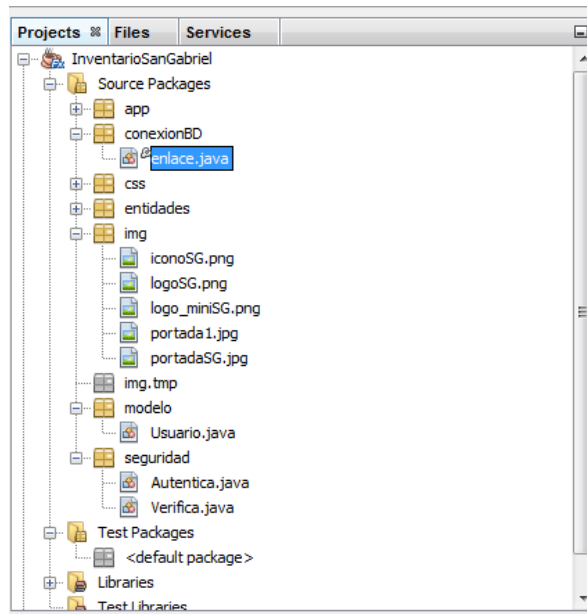 Projects Files Services
InventarioSanGabriel
Source Packages
app
conexionBD
enlace.java
css
entidades
img
iconoSG.png
logoSG.png
logo_miniSG.png
portada1.jpg
portadaSG.jpg
img.tmp
modelo
Usuario.java
seguridad
Autentica.java
Verifica.java
Test Packages
<default package>
Libraries
Test Libraries